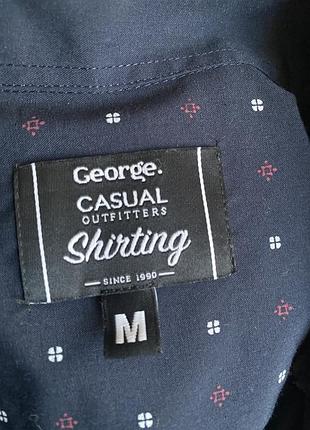 George.
CASUAL
OUTFITTERS
Shirting
SINCE 1990
M